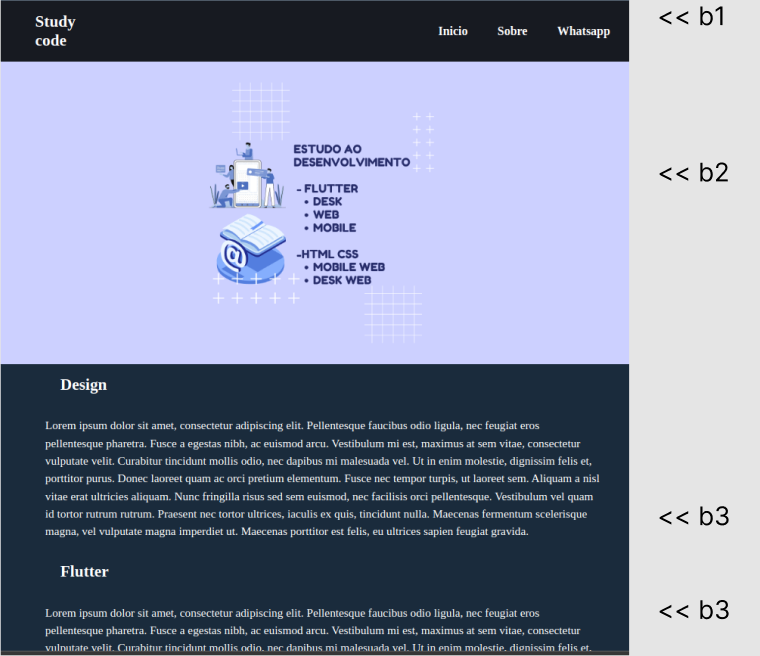 Study
code
Inicio Sobre Whatsapp
<< b1
ESTUDO AO
DESENVOLVIMENTO
<< b2
- FLUTTER
• DESK
• WEB
• MOBILE
-HTML CSS
• MOBILE WEB
• DESK WEB
@
Design
Lorem ipsum dolor sit amet, consectetur adipiscing elit. Pellentesque faucibus odio ligula, nec feugiat eros
pellentesque pharetra. Fusce a egestas nibh, ac euismod arcu. Vestibulum mi est, maximus at sem vitae, consectetur
vulputate velit. Curabitur tincidunt mollis odio, nec dapibus mi malesuada vel. Ut in enim molestie, dignissim felis et,
porttitor purus. Donec laoreet quam ac orci pretium elementum. Fusce nec tempor turpis, ut laoreet sem. Aliquam a nisl
vitae erat ultricies aliquam. Nunc fringilla risus sed sem euismod, nec facilisis orci pellentesque. Vestibulum vel quam
id tortor rutrum rutrum. Praesent nec tortor ultrices, iaculis ex quis, tincidunt nulla. Maecenas fermentum scelerisque
magna, vel vulputate magna imperdiet ut. Maecenas porttitor est felis, eu ultrices sapien feugiat gravida.
<< b3
Flutter
Lorem ipsum dolor sit amet, consectetur adipiscing elit. Pellentesque faucibus odio ligula, nec feugiat eros
pellentesque pharetra. Fusce a egestas nibh, ac euismod arcu. Vestibulum mi est, maximus at sem vitae, consectetur
vulputate velit. Curabitur tincidunt mollis odio, nec dapibus mi malesuada vel. Ut in enim molestie, dignissim felis et,
<< b3